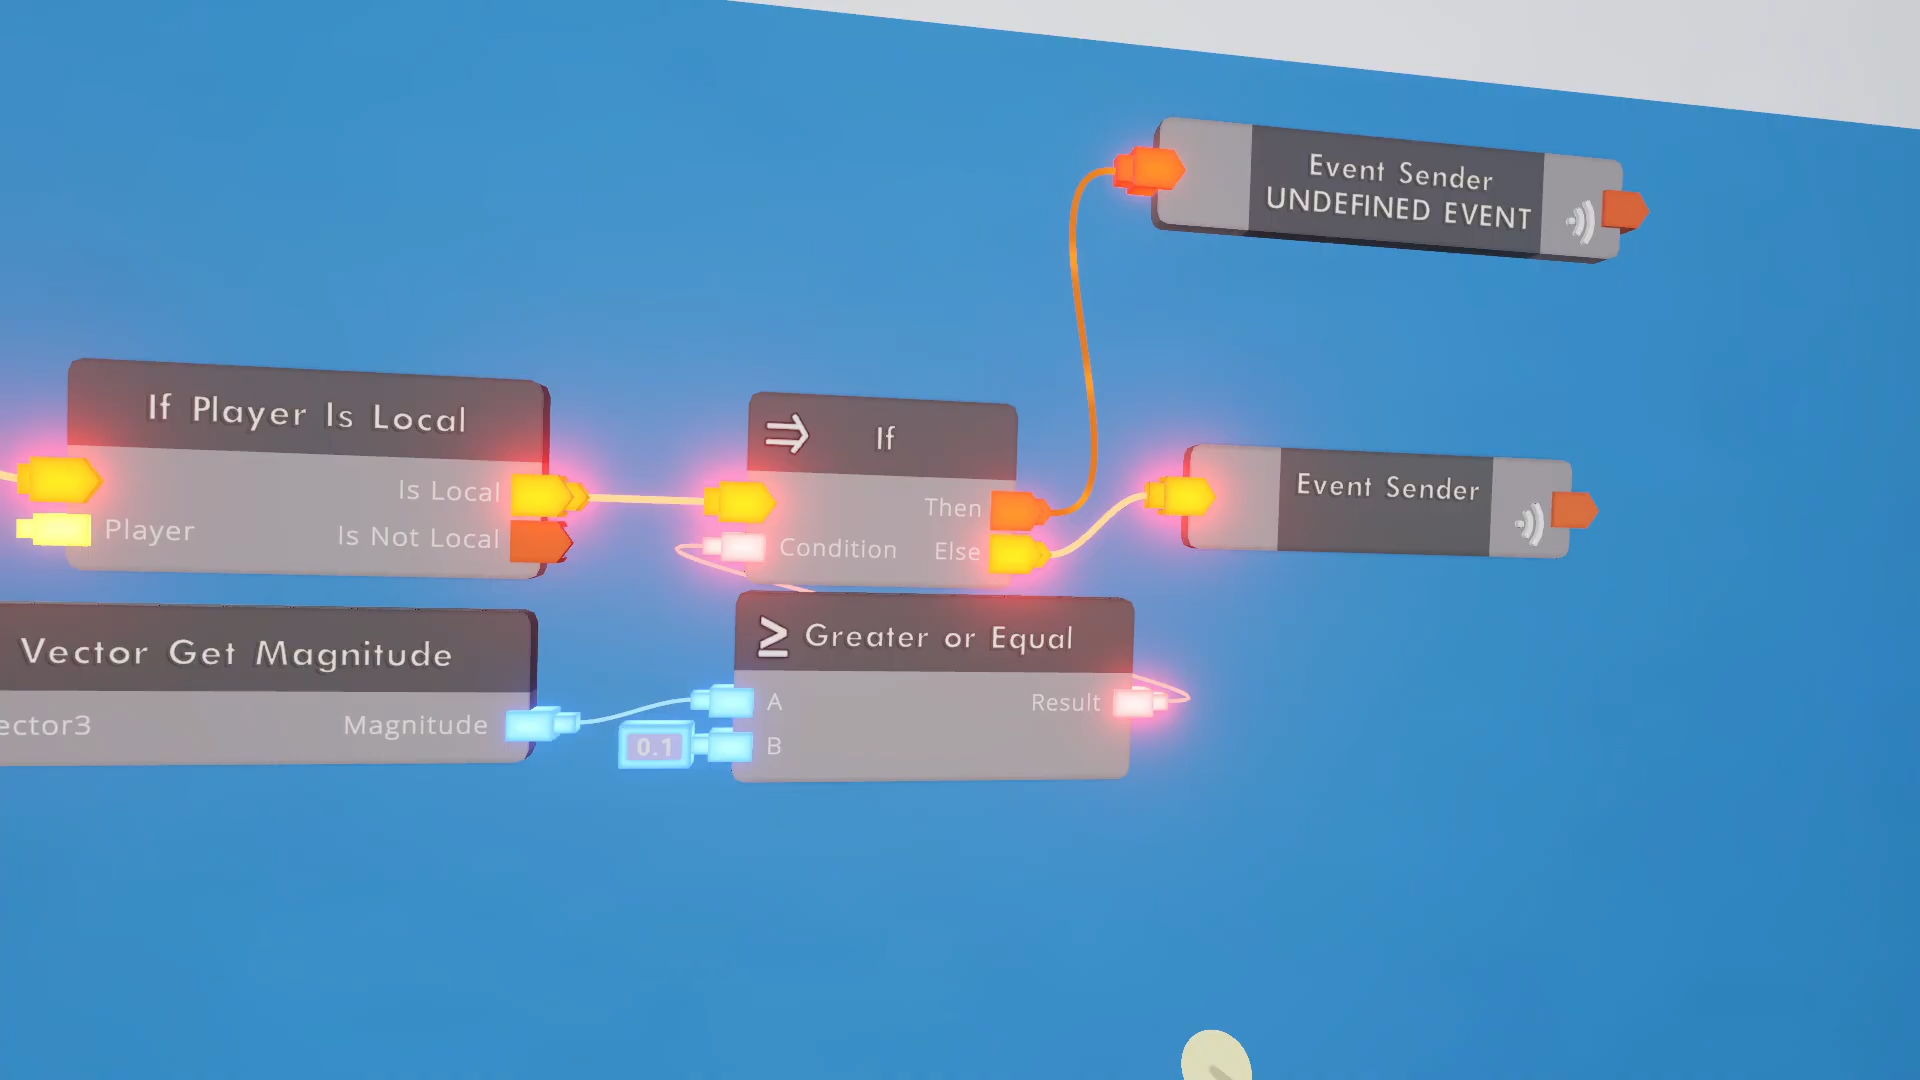 Event Sender
UNDEFINED EVENT
If Player Is Local
Is Local
Player
Is Not Local
If
Then
Condition
Else
Event Sender
Vector Get Magnitude
ector3
Magnitude
≥ Greater or Equal
A
Result
0.1
B